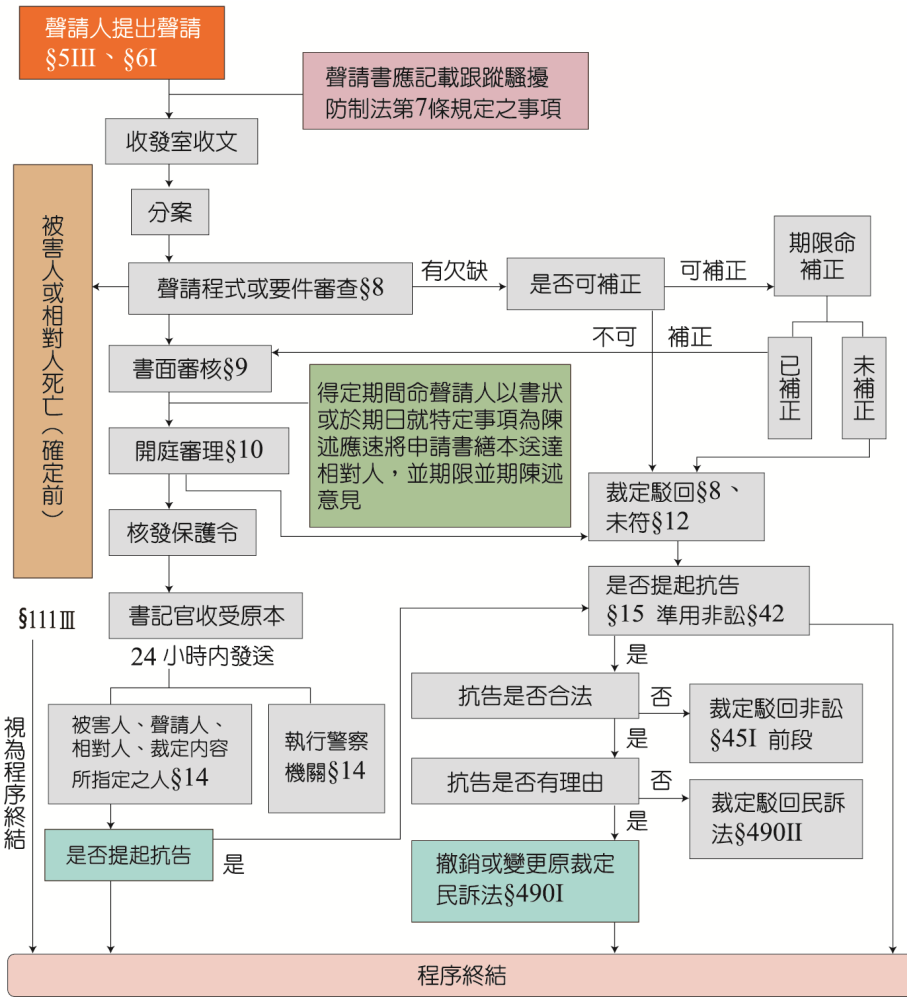 聲請人提出聲請
§5III、§6I
聲請書應記載跟蹤騷擾
防制法第7條規定之事項
收發室收文
分案
被害人或相對人死亡（確定前）
聲請程式或要件審查§8
有欠缺
是否可補正
可補正
期限命
補正
不可 補正
已補正
未補正
書面審核§9
得定期間命聲請人以書狀
或於期日就特定事項為陳
述應速將申請書繕本送達
相對人，並期限並期陳述
意見
開庭審理§10
裁定駁回§8、
未符§12
核發保護令
是否提起抗告
§15 準用非訟§42
書記官收受原本
§111Ⅲ
24 小時內發送
是
抗告是否合法
否
裁定駁回非訟
§45I 前段
被害人、聲請人、
相對人、裁定內容
所指定之人§14
執行警察
機關§14
視為程序終結
是
抗告是否有理由
否
裁定駁回民訴
法§490II
是
是否提起抗告
是
撤銷或變更原裁定
民訴法§490I
程序終結